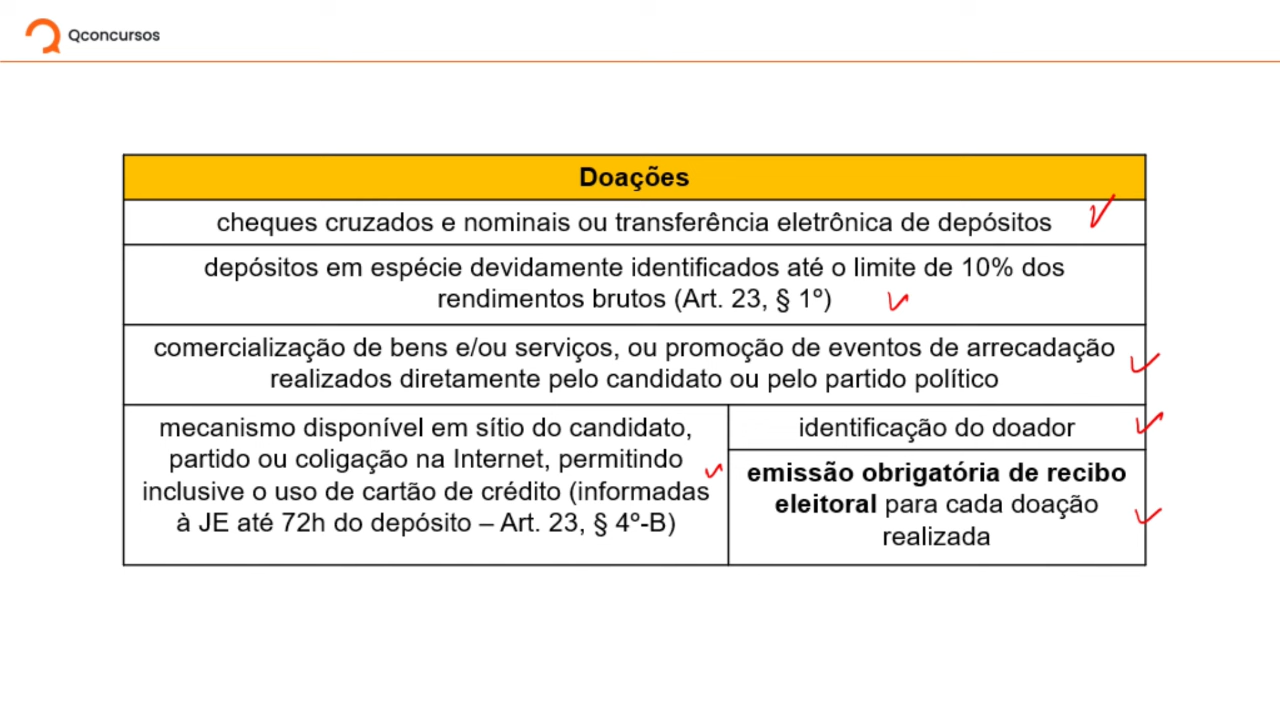 Qconcursos
Doações
cheques cruzados e nominais ou transferência eletrônica de depósitos
depósitos em espécie devidamente identificados até o limite de 10% dos
rendimentos brutos (Art. 23, § 1º)
comercialização de bens e/ou serviços, ou promoção de eventos de arrecadação
realizados diretamente pelo candidato ou pelo partido político
mecanismo disponível em sítio do candidato,
partido ou coligação na Internet, permitindo
inclusive o uso de cartão de crédito (informadas
à JE até 72h do depósito – Art. 23, § 4º-B)
identificação do doador
emissão obrigatória de recibo
eleitoral para cada doação
realizada